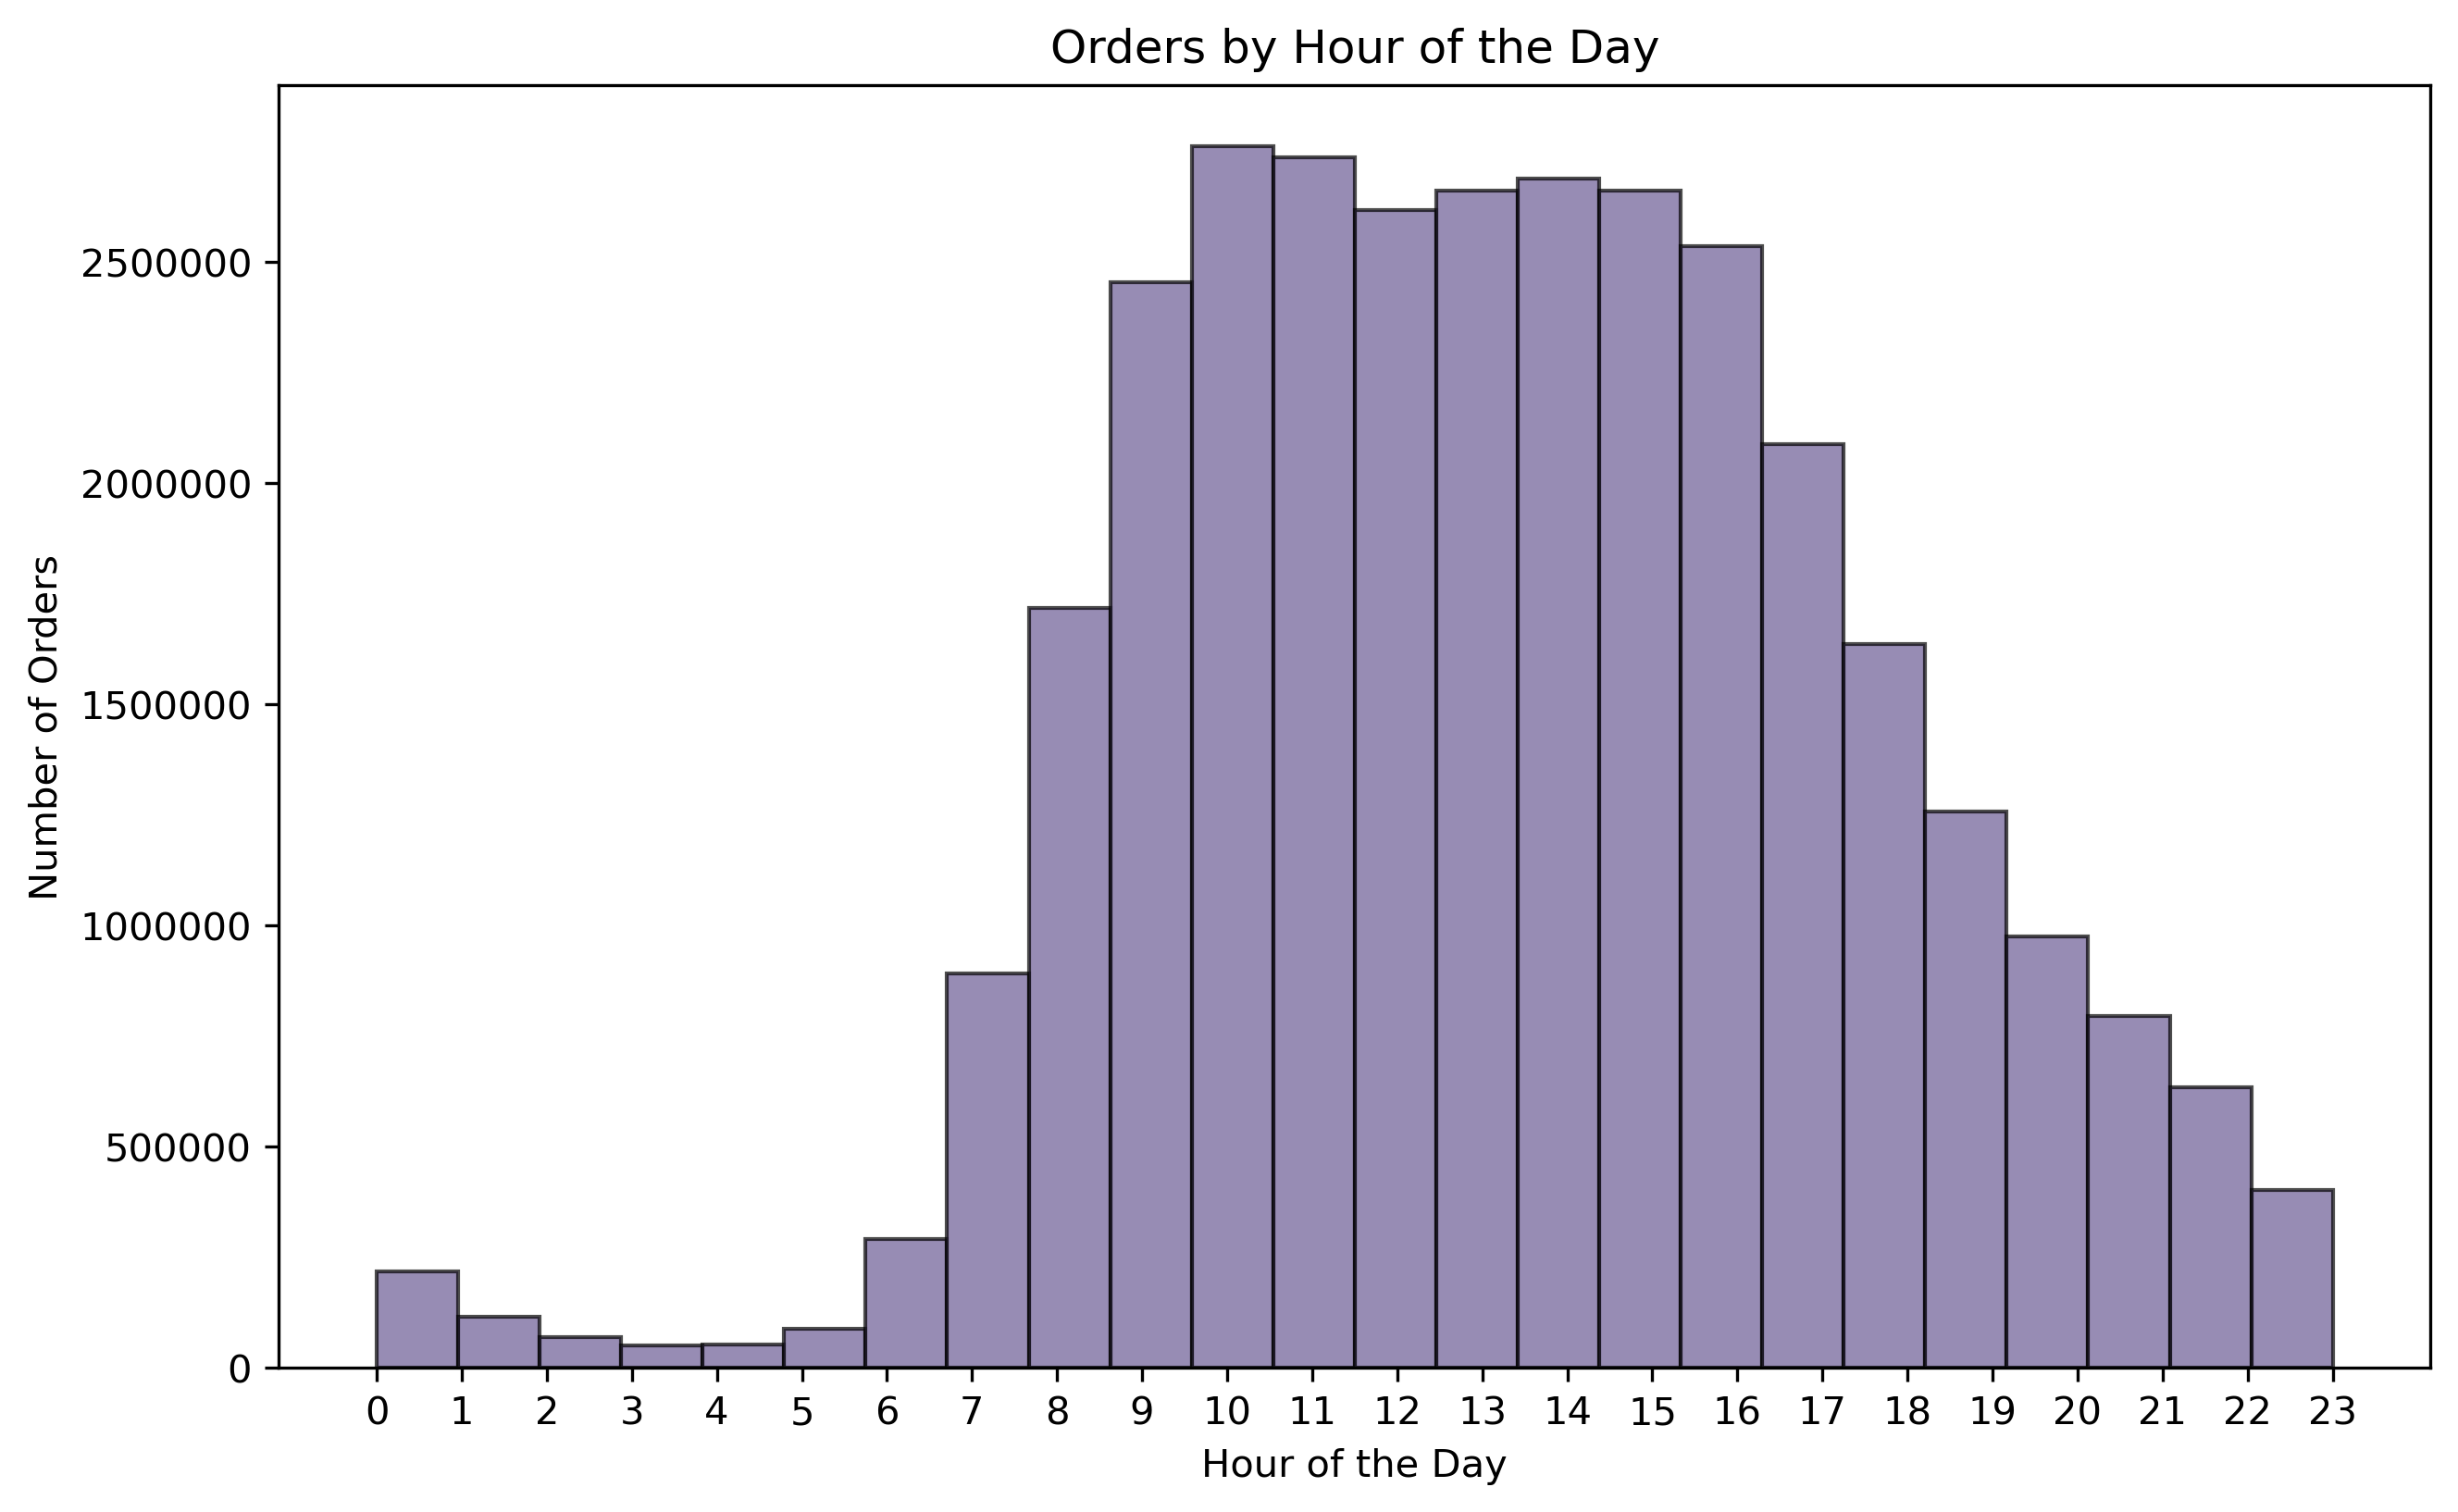 Orders by Hour of the Day
Number of Orders
2500000
2000000
1500000
1000000
500000
0
0 1 2 3 4 5 6 7 8 9 10 11 12 13 14 15 16 17 18 19 20 21 22 23
Hour of the Day